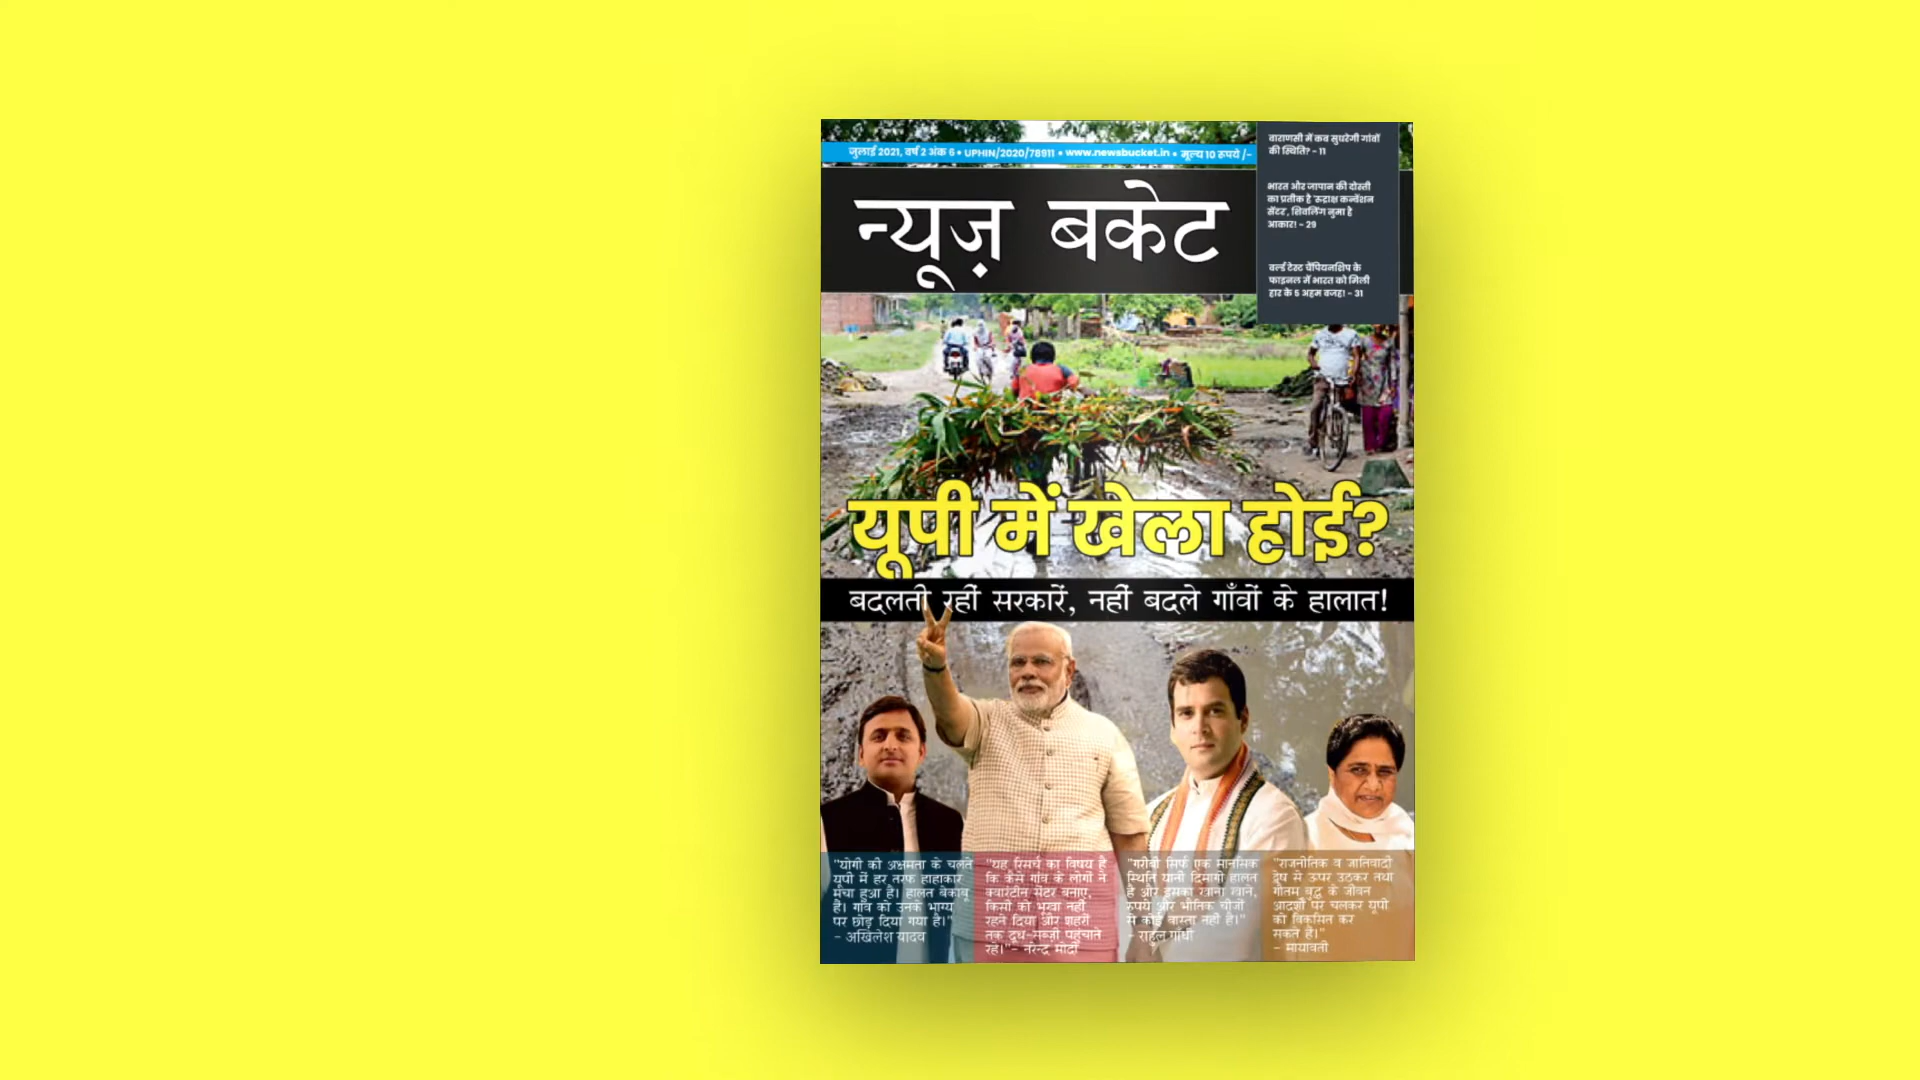 जुलाई 2021, वर्ष 2 अंक 6 • UPHIN/2020/78911 • www.newsbucket.in • मूल्य 10 रुपये /-
न्यूज़ बकेट
वाराणसी में कब सुधरेगी गांवों
की स्थिति? - 11
भारत और जापान की दोस्ती
का प्रतीक है 'रुद्राक्ष कन्वेंशन
सेंटर', शिवलिंग नुमा है
आकार! - 29
वर्ल्ड टेस्ट चैंपियनशिप के
फाइनल में भारत को मिली
हार के 5 अहम वजह! - 31
यूपी में खेला होई?
बदलती रहीं सरकारें, नहीं बदले गाँवों के हालात!
"योगी की अक्षमता के चलते
यूपी में हर तरफ हाहाकार
मचा हुआ है। हालत बेकाबू
है। गाँव को उनके भाग्य
पर छोड़ दिया गया है।"
- अखिलेश यादव
"यह रिसर्च का विषय है
कि कैसे गाँव के लोगों ने
क्वारंटीन सेंटर बनाए,
किसी को भूखा नहीं
रहने दिया और शहरों
तक दूध-सब्ज़ी पहुंचाते
रहे।" - नरेन्द्र मोदी
"गरीबी सिर्फ एक मानसिक
स्थिति यानी दिमागी हालत
है और इसका खाना खाने,
रुपये और भौतिक चीजों
से कोई वास्ता नहीं है।"
- राहुल गाँधी
"राजनीतिक व जातिवादी
द्वेष से ऊपर उठकर तथा
गौतम बुद्ध के जीवन
आदर्शों पर चलकर यूपी
को विकसित कर
सकते हैं।"
- मायावती